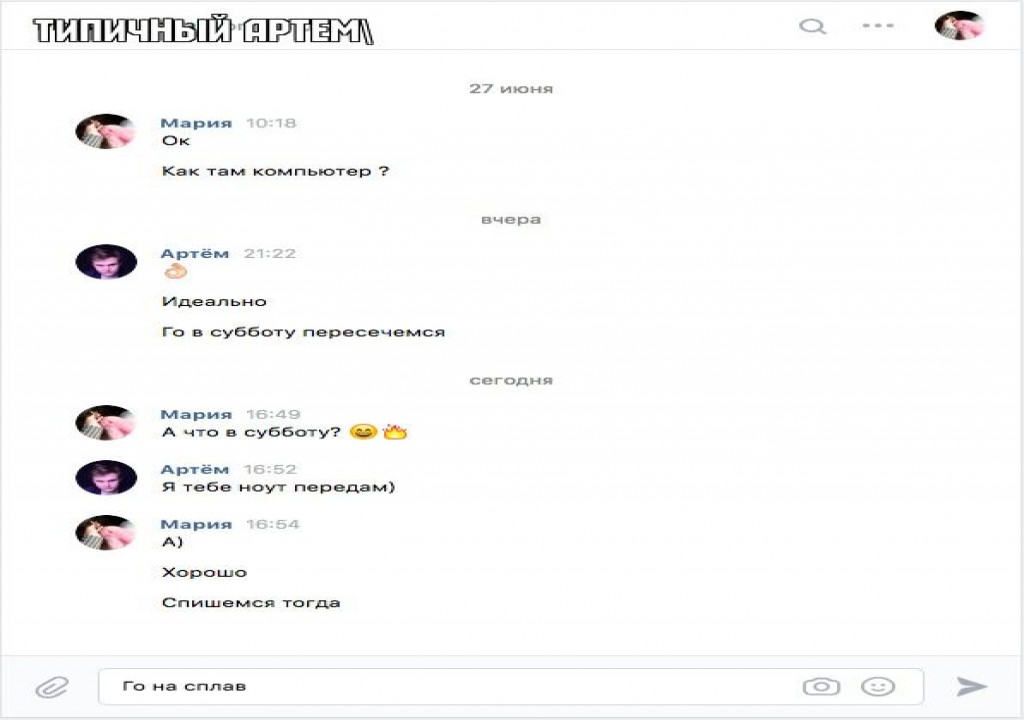 ТИПИЧНЫЙ АРТЕМ\
27 июня
Мария 10:18
Ок
Как там компьютер ?
вчера
Артём 21:22
👌🏻
Идеально
Го в субботу пересечемся
сегодня
Мария 16:49
А что в субботу? 😄 🔥
Артём 16:52
Я тебе ноут передам)
Мария 16:54
А)
Хорошо
Спишемся тогда
Го на сплав